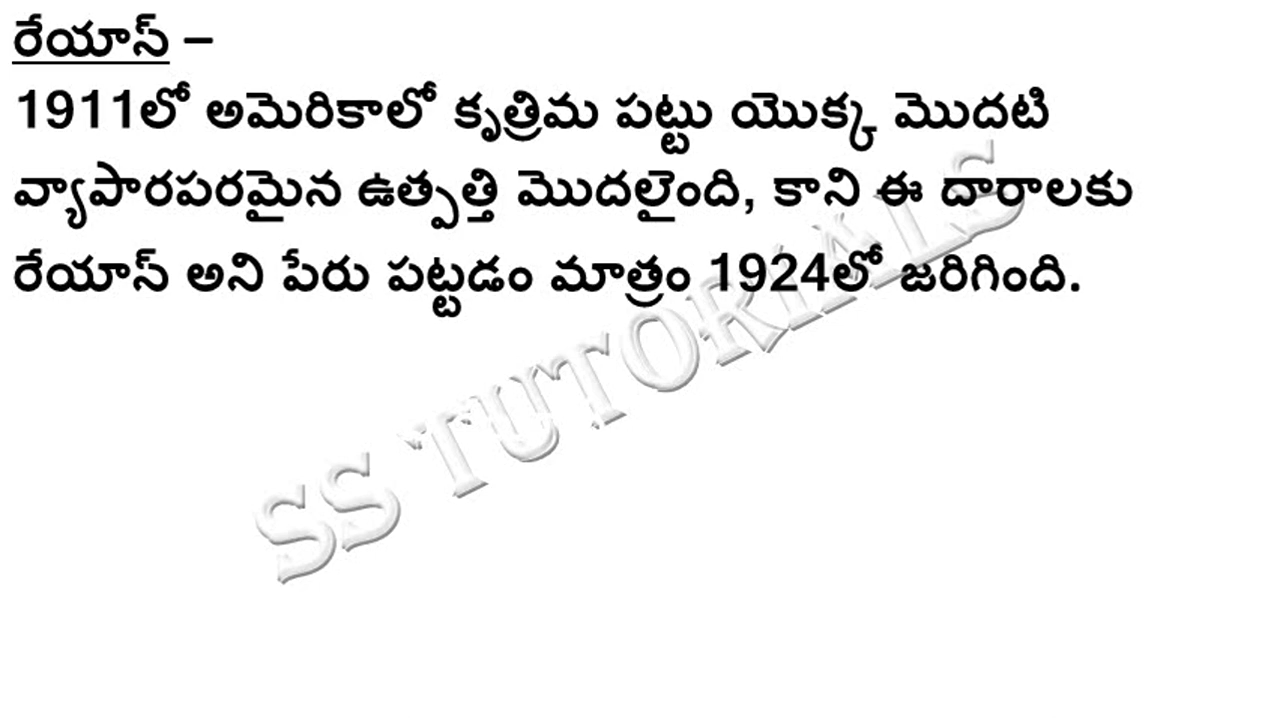 రేయాస్ –
1911లో అమెరికాలో కృత్రిమ పట్టు యొక్క మొదటి
వ్యాపారపరమైన ఉత్పత్తి మొదలైంది, కాని ఈ దారాలకు
రేయాస్ అని పేరు పట్టడం మాత్రం 1924లో జరిగింది.
SS TUTORIALS